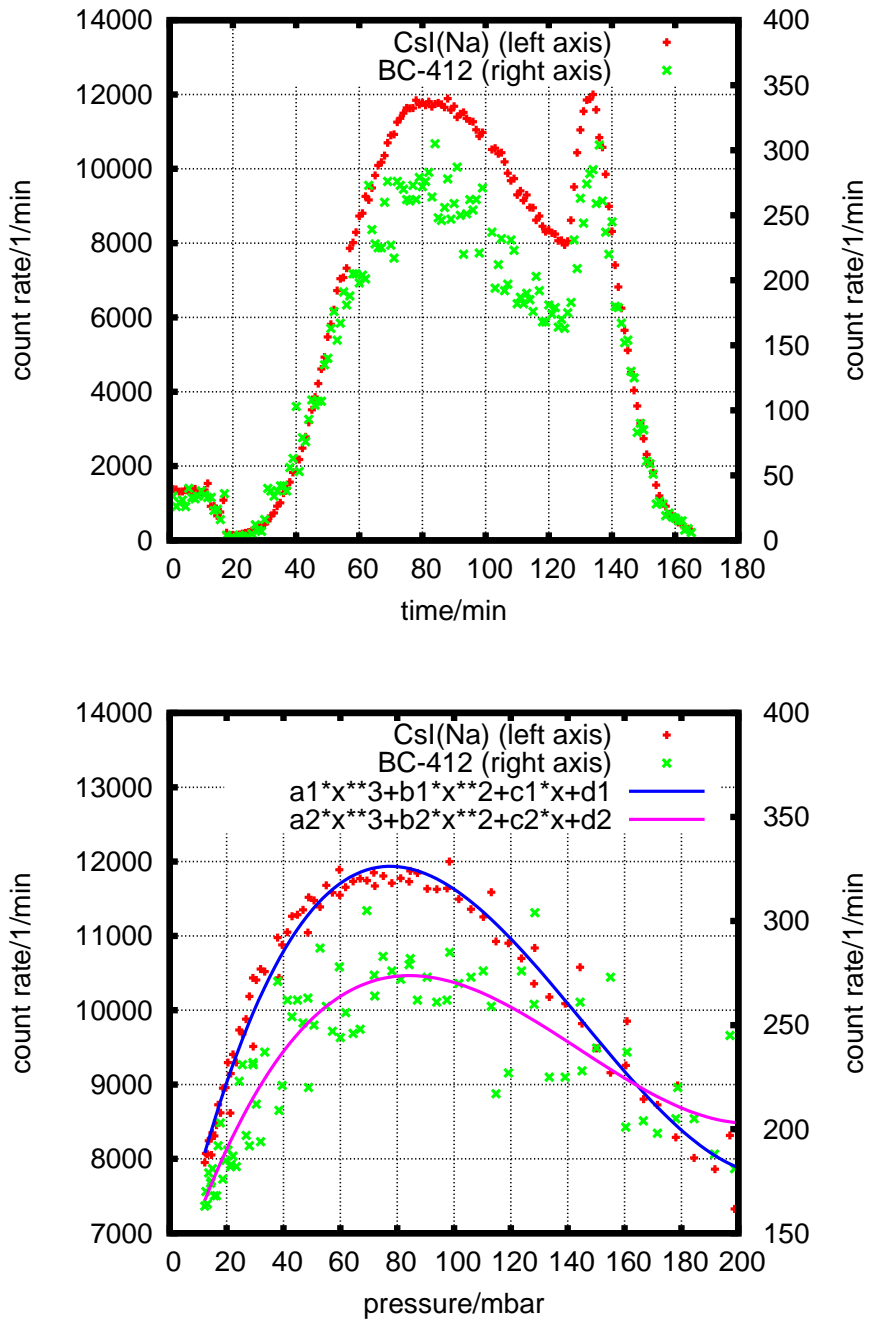 14000
12000
10000
8000
6000
4000
2000
0
400
350
300
250
200
150
100
50
0
CsI(Na) (left axis)
BC-412 (right axis)
count rate/1/min
count rate/1/min
0 20 40 60 80 100 120 140 160 180
time/min
14000
13000
12000
11000
10000
9000
8000
7000
400
350
300
250
200
150
CsI(Na) (left axis)
BC-412 (right axis)
a1*x**3+b1*x**2+c1*x+d1
a2*x**3+b2*x**2+c2*x+d2
count rate/1/min
count rate/1/min
0 20 40 60 80 100 120 140 160 180 200
pressure/mbar